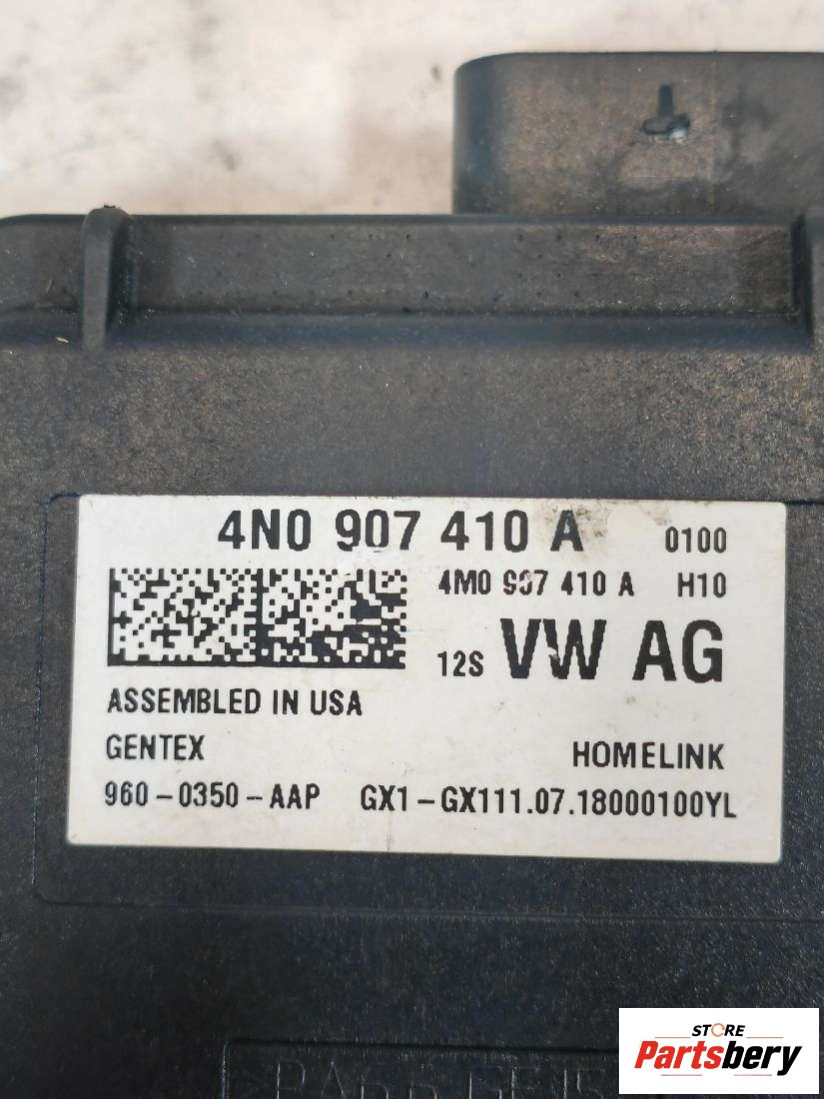 4N0 907 410 A 0100
4M0 907 410 A H10
12S VW AG
ASSEMBLED IN USA
GENTEX HOMELINK
960-0350-AAP GX1-GX111.07.18000100YL
STORE
Partsbery